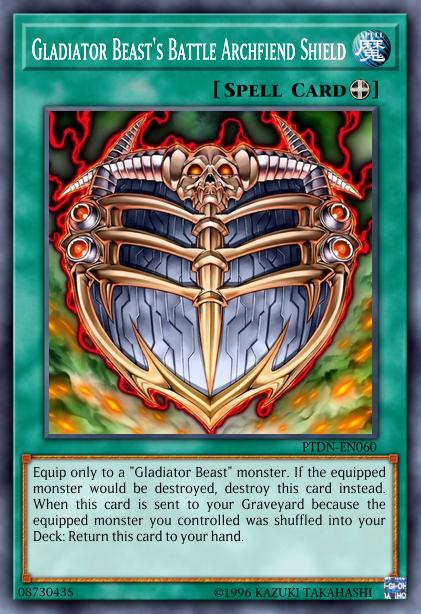 Gladiator Beast's Battle Archfiend Shield
[Spell Card]
PTDN-EN060
Equip only to a "Gladiator Beast" monster. If the equipped
monster would be destroyed, destroy this card instead.
When this card is sent to your Graveyard because the
equipped monster you controlled was shuffled into your
Deck: Return this card to your hand.
08730435
©1996 KAZUKI TAKAHASHI